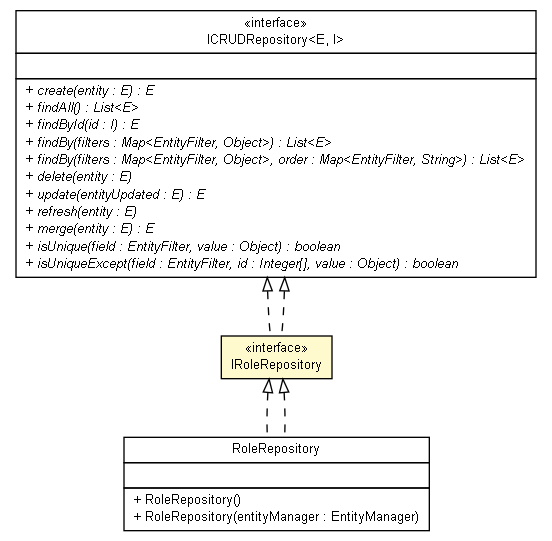 «interface»
ICRUDRepository<E, I>
+ create(entity : E) : E
+ findAll() : List<E>
+ findById(id : I) : E
+ findBy(filters : Map<EntityFilter, Object>) : List<E>
+ findBy(filters : Map<EntityFilter, Object>, order : Map<EntityFilter, String>) : List<E>
+ delete(entity : E)
+ update(entityUpdated : E) : E
+ refresh(entity : E)
+ merge(entity : E) : E
+ isUnique(field : EntityFilter, value : Object) : boolean
+ isUniqueExcept(field : EntityFilter, id : Integer[], value : Object) : boolean
«interface»
IRoleRepository
RoleRepository
+ RoleRepository()
+ RoleRepository(entityManager : EntityManager)